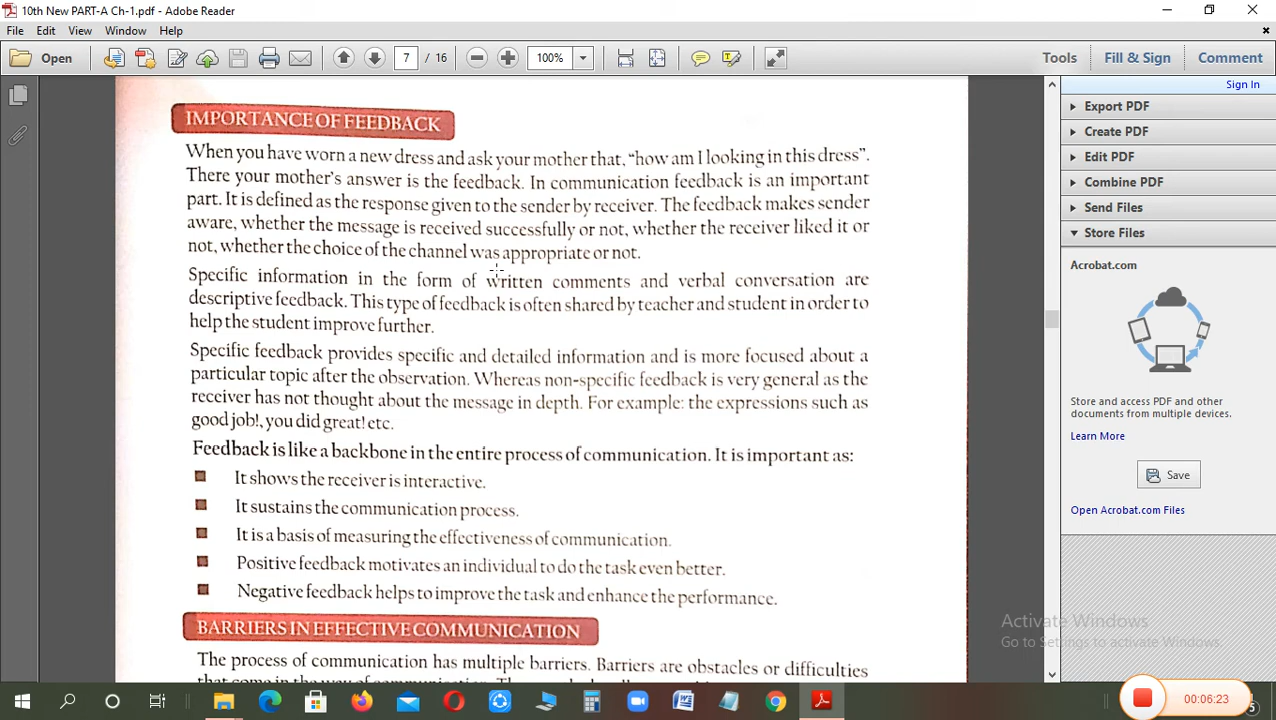 10th New PART-A Ch-1.pdf - Adobe Reader
File Edit View Window Help
Open 7 / 16 100% Tools Fill & Sign Comment
Sign In
Export PDF
Create PDF
Edit PDF
Combine PDF
Send Files
Store Files
Acrobat.com
Store and access PDF and other
documents from multiple devices.
Learn More
Save
Open Acrobat.com Files
IMPORTANCE OF FEEDBACK
When you have worn a new dress and ask your mother that, “how am I looking in this dress”.
There your mother's answer is the feedback. In communication feedback is an important
part. It is defined as the response given to the sender by receiver. The feedback makes sender
aware, whether the message is received successfully or not, whether the receiver liked it or
not, whether the choice of the channel was appropriate or not.
Specific information in the form of written comments and verbal conversation are
descriptive feedback. This type of feedback is often shared by teacher and student in order to
help the student improve further.
Specific feedback provides specific and detailed information and is more focused about a
particular topic after the observation. Whereas non-specific feedback is very general as the
receiver has not thought about the message in depth. For example: the expressions such as
good job!, you did great! etc.
Feedback is like a backbone in the entire process of communication. It is important as:
It shows the receiver is interactive.
It sustains the communication process.
It is a basis of measuring the effectiveness of communication.
Positive feedback motivates an individual to do the task even better.
Negative feedback helps to improve the task and enhance the performance.
BARRIERS IN EFFECTIVE COMMUNICATION
The process of communication has multiple barriers. Barriers are obstacles or difficulties
Activate Windows
Go to Settings to activate Windows.
00:06:23